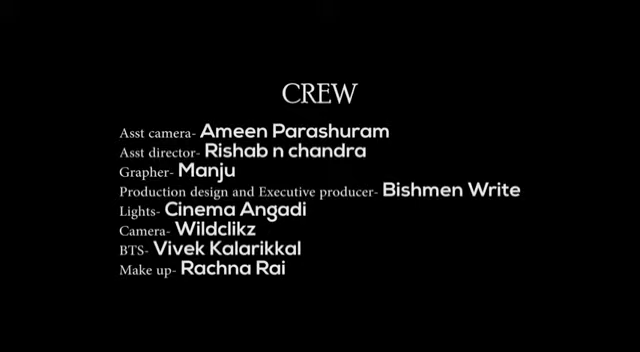 CREW
Asst camera- Ameen Parashuram
Asst director- Rishab n chandra
Grapher- Manju
Production design and Executive producer- Bishmen Write
Lights- Cinema Angadi
Camera- Wildclikz
BTS- Vivek Kalarikkal
Make up- Rachna Rai